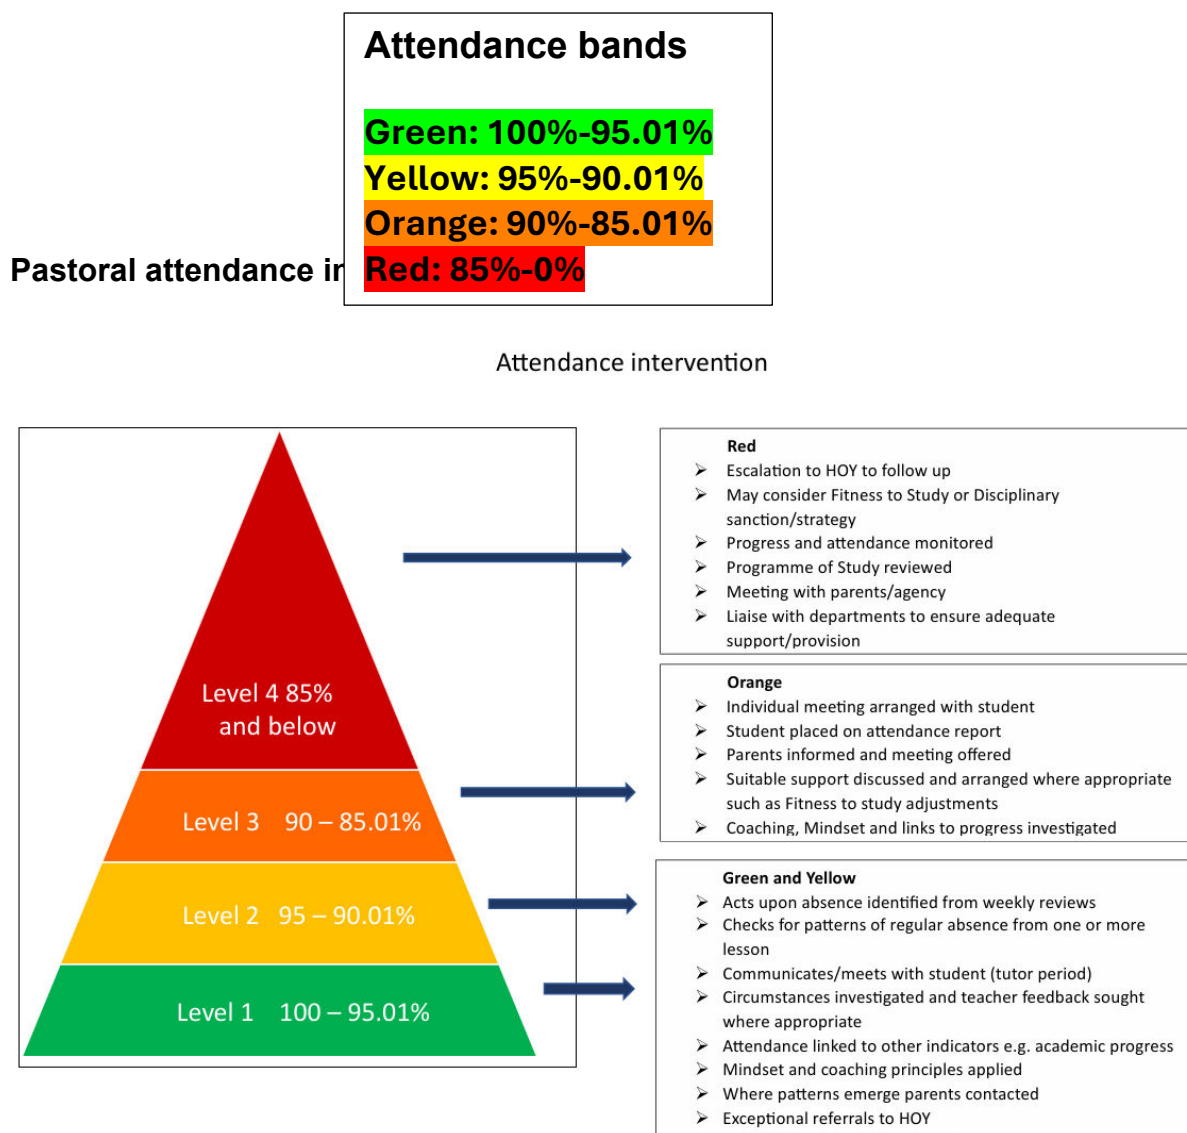 Attendance bands
Green: 100%-95.01%
Yellow: 95%-90.01%
Orange: 90%-85.01%
Red: 85%-0%
Pastoral attendance
Attendance intervention
Level 4 85%
and below
Level 3 90 – 85.01%
Level 2 95 – 90.01%
Level 1 100 – 95.01%
Red
➢ Escalation to HOY to follow up
➢ May consider Fitness to Study or Disciplinary
sanction/strategy
➢ Progress and attendance monitored
➢ Programme of Study reviewed
➢ Meeting with parents/agency
➢ Liaise with departments to ensure adequate
support/provision
Orange
➢ Individual meeting arranged with student
➢ Student placed on attendance report
➢ Parents informed and meeting offered
➢ Suitable support discussed and arranged where appropriate
such as Fitness to study adjustments
➢ Coaching, Mindset and links to progress investigated
Green and Yellow
➢ Acts upon absence identified from weekly reviews
➢ Checks for patterns of regular absence from one or more
lesson
➢ Communicates/meets with student (tutor period)
➢ Circumstances investigated and teacher feedback sought
where appropriate
➢ Attendance linked to other indicators e.g. academic progress
➢ Mindset and coaching principles applied
➢ Where patterns emerge parents contacted
➢ Exceptional referrals to HOY